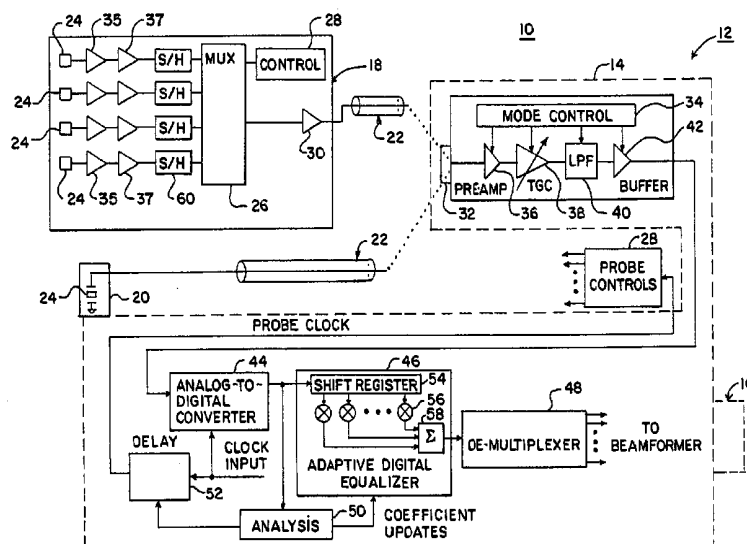 24 35 37 28 10 12
S/H MUX CONTROL 18 14
24 S/H 22 MODE CONTROL 34
24 S/H 30 42
S/H LPF
24 35 37 60 26 PREAMP TGC BUFFER
32 36 38 40
22 28
24 20 PROBE CONTROLS
PROBE CLOCK
44 46
ANALOG-TO-DIGITAL CONVERTER
SHIFT REGISTER 54
56
58
Σ
48
OE-MULTIPLEXER
TO BEAMFORMER
10
DELAY
CLOCK INPUT
ADAPTIVE DIGITAL EQUALIZER
52
ANALYSIS 50
COEFFICIENT UPDATES